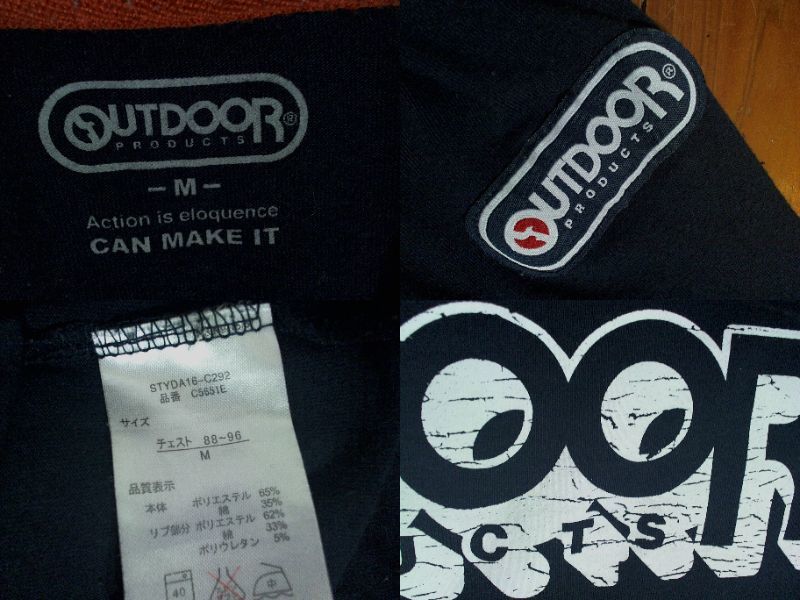 OUTDOOR®
PRODUCTS
– M –
Action is eloquence
CAN MAKE IT
OUTDOOR®
PRODUCTS
STYDA16-C292
品番 C5651E
サイズ
チェスト 88~96
M
品質表示
本体 ポリエステル 65%
綿 35%
リブ部分 ポリエステル 62%
綿 33%
ポリウレタン 5%
40
中
OOR
UCTS